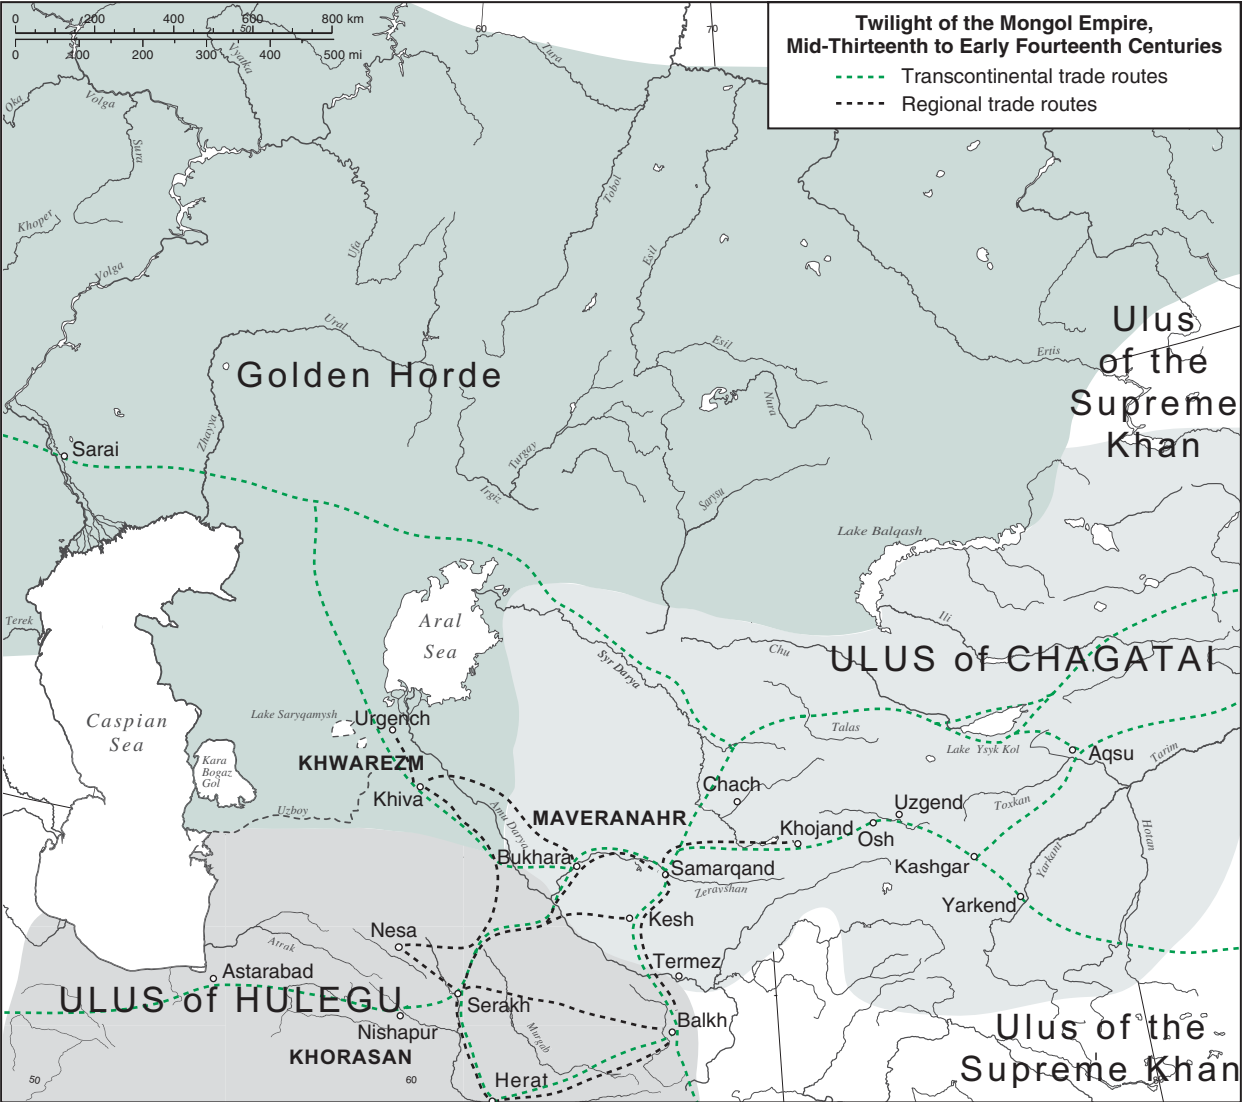 0 200 400 600 800 km
0 100 200 300 400 500 mi
50
60
70
Twilight of the Mongol Empire,
Mid-Thirteenth to Early Fourteenth Centuries
Transcontinental trade routes
Regional trade routes
Oka
Volga
Vyatka
Tura
Sura
Khoper
Volga
Ufa
Tobol
Esil
Ural
Golden Horde
Esil
Nura
Ertis
Ulus
of the
Supreme
Khan
Zhayya
Sarai
Turgay
Irgiz
Sarysu
Lake Balqash
Terek
Aral
Sea
Ili
Chu
Syr Darya
ULUS of CHAGATAI
Caspian
Sea
Lake Saryqamysh
Urgench
Talas
Lake Ysyk Kol
Aqsu
Tarim
Kara
Bogaz
Gol
KHWAREZM
Khiva
Uzboy
Amu Darya
MAVERANAHR
Chach
Khojand
Uzgend
Osh
Toxkan
Hotan
Bukhara
Samarqand
Zeravshan
Kashgar
Yarkant
Yarkend
Kesh
Nesa
Arrak
Termez
Astarabad
ULUS of HULEGU
Serakh
Nishapur
Murgab
Balkh
Ulus of the
Supreme Khan
KHORASAN
Herat
50
60